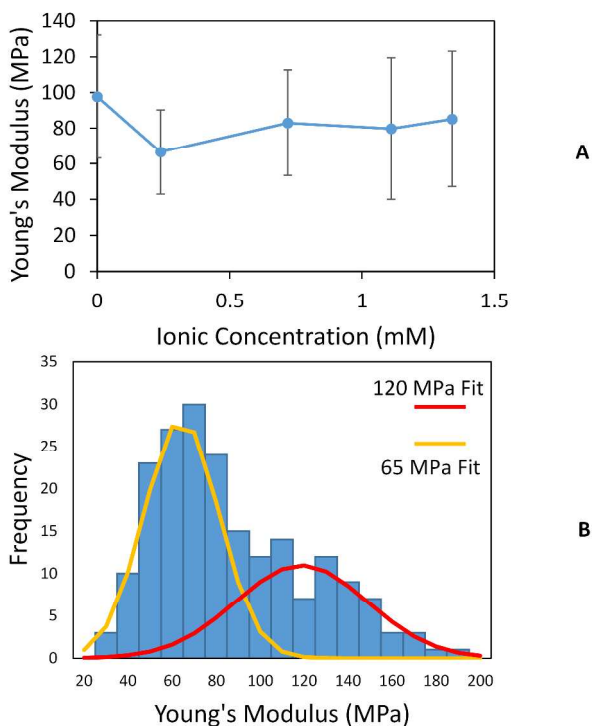 140
120
100
80
60
40
20
0
Young's Modulus (MPa)
0
0.5
1
1.5
Ionic Concentration (mM)
A
35
30
25
20
15
10
5
0
Frequency
120 MPa Fit
65 MPa Fit
B
20 40 60 80 100 120 140 160 180 200
Young's Modulus (MPa)